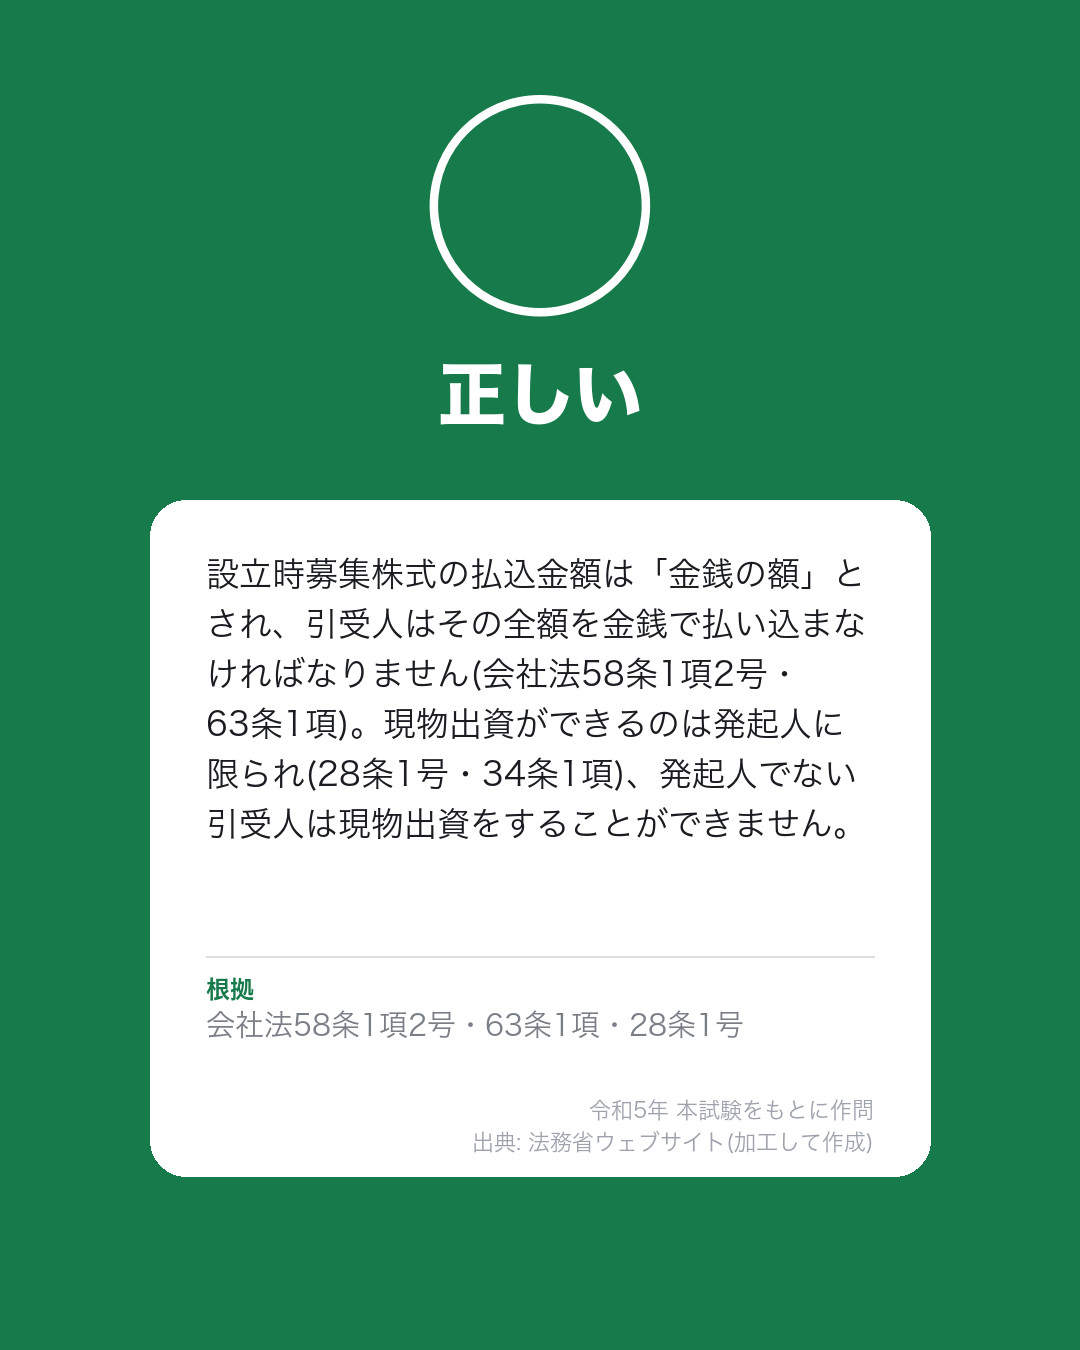 正しい
設立時募集株式の払込金額は「金銭の額」と
され、引受人はその全額を金銭で払い込まな
ければなりません(会社法58条1項2号・
63条1項)。現物出資ができるのは発起人に
限られ(28条1号・34条1項)、発起人でない
引受人は現物出資をすることができません。
根拠
会社法58条1項2号・63条1項・28条1号
令和5年 本試験をもとに作問
出典: 法務省ウェブサイト(加工して作成)